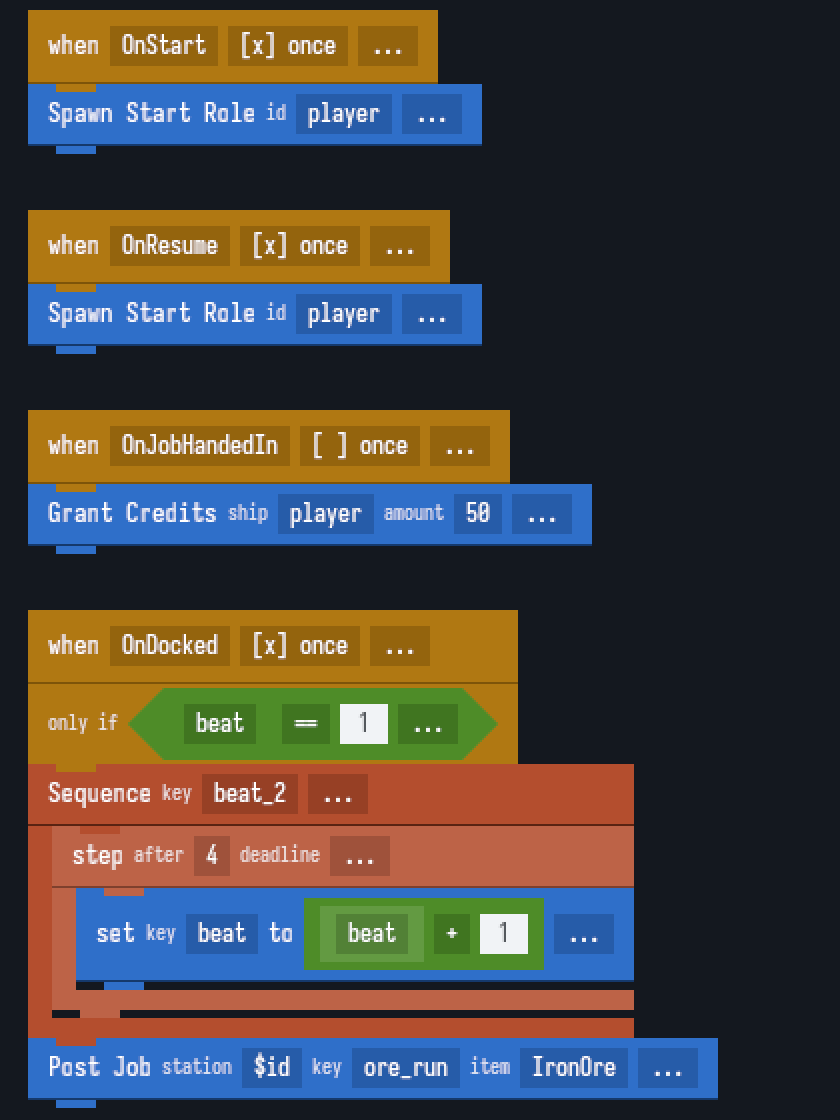 when OnStart [x] once ...
Spawn Start Role id player ...
when OnResume [x] once ...
Spawn Start Role id player ...
when OnJobHandedIn [ ] once ...
Grant Credits ship player amount 50 ...
when OnDocked [x] once ...
only if beat == 1 ...
Sequence key beat_2 ...
step after 4 deadline ...
set key beat to beat + 1 ...
Post Job station $id key ore_run item IronOre ...